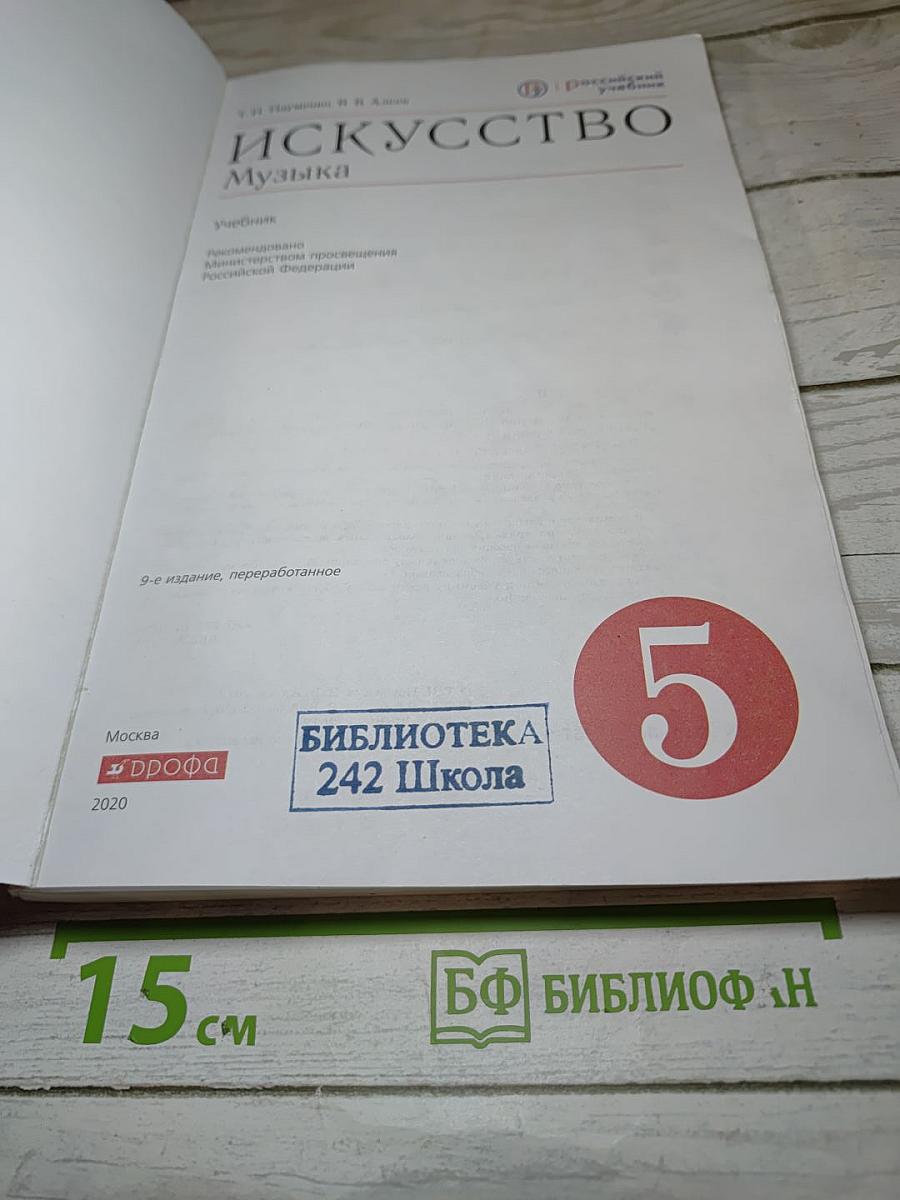 Российский
учебник
Т. И. Науменко, В. В. Алеев
ИСКУССТВО
Музыка
Учебник
Рекомендовано
Министерством просвещения
Российской Федерации
9-е издание, переработанное
5
Москва
дрофа
2020
БИБЛИОТЕКА
242 Школа
15 см
БФ БИБЛИОФ